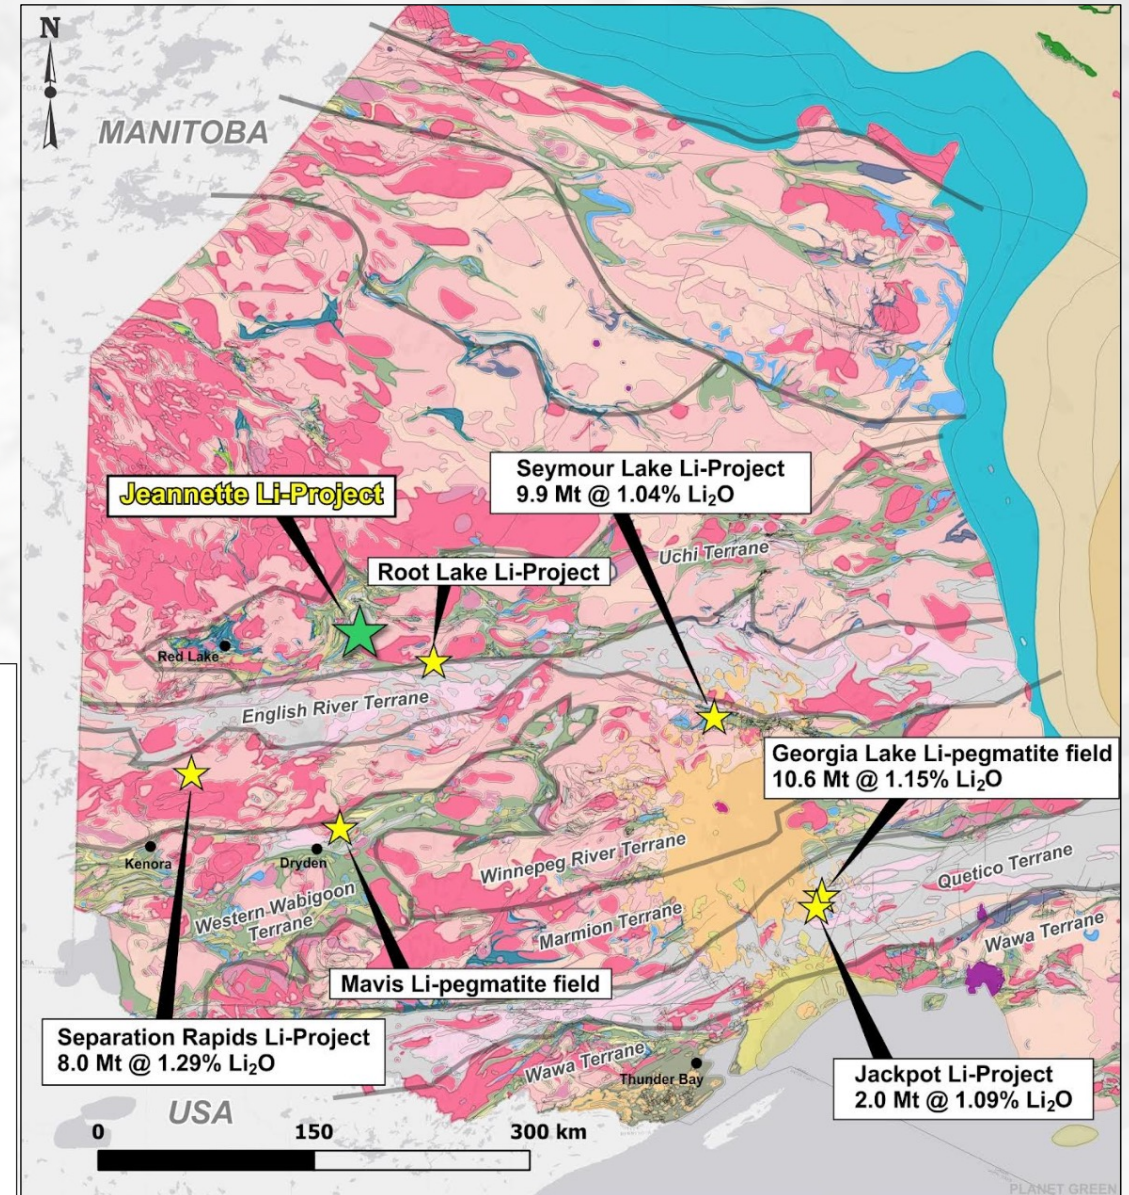 N
MANITOBA
Seymour Lake Li-Project
9.9 Mt @ 1.04% Li₂O
Jeannette Li-Project
Uchi Terrane
Root Lake Li-Project
Red Lake
English River Terrane
Georgia Lake Li-pegmatite field
10.6 Mt @ 1.15% Li₂O
Kenora
Dryden
Winnepeg River Terrane
Quetico Terrane
Western Wabigoon
Terrane
Marmion Terrane
Wawa Terrane
Mavis Li-pegmatite field
Separation Rapids Li-Project
8.0 Mt @ 1.29% Li₂O
Wawa Terrane
Thunder Bay
Jackpot Li-Project
2.0 Mt @ 1.09% Li₂O
USA
0 150 300 km
PLANET GREEN